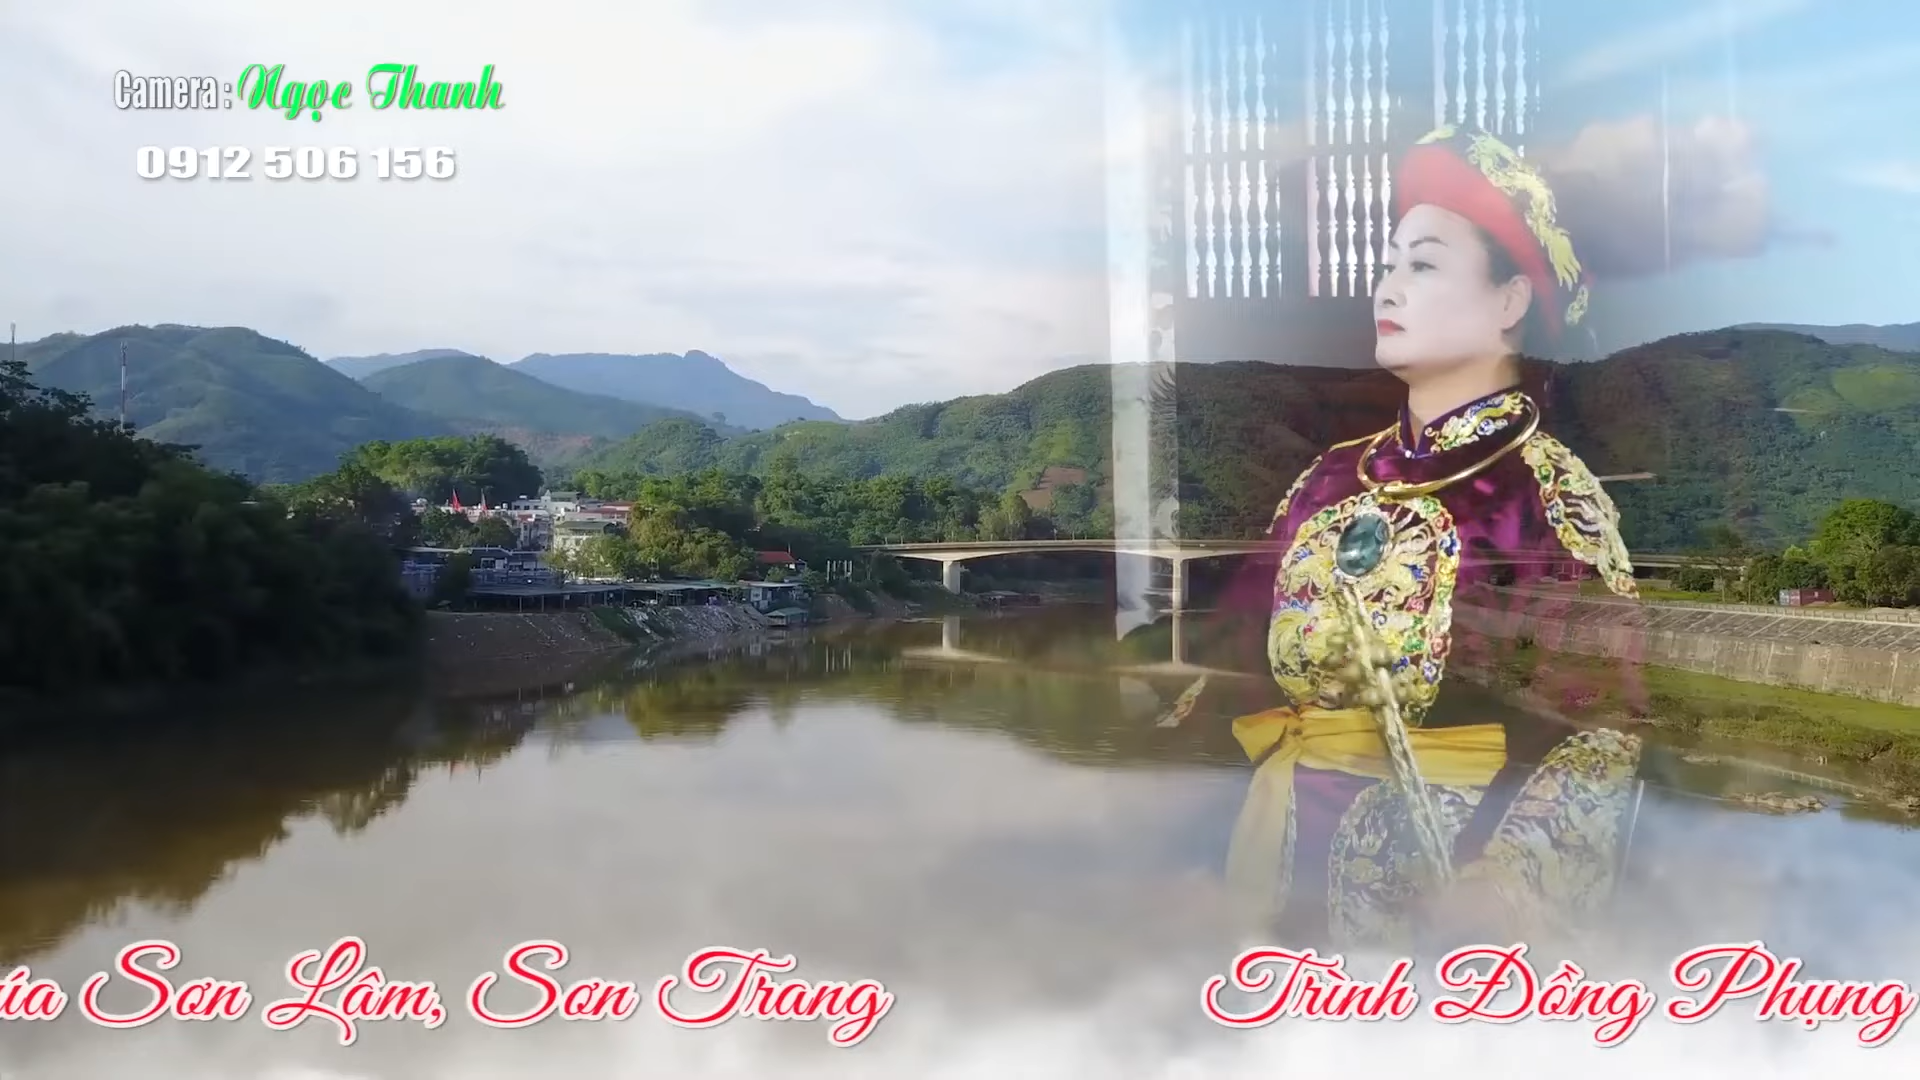 Camera : Ngọc Thanh
0912 506 156
Sơn Lâm, Sơn Trang Trình Đồng Phụng